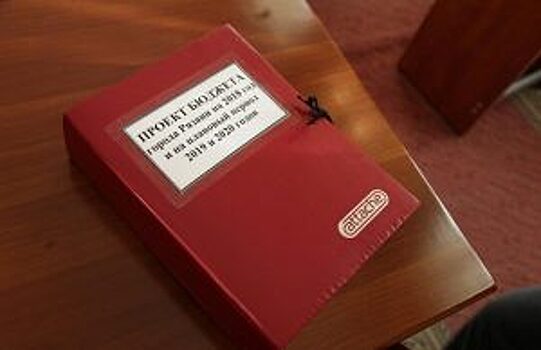 ПРОЕКТ БЮДЖЕТА
города Рязани на 2018 год
и на плановый период
2019 и 2020 годов
attache